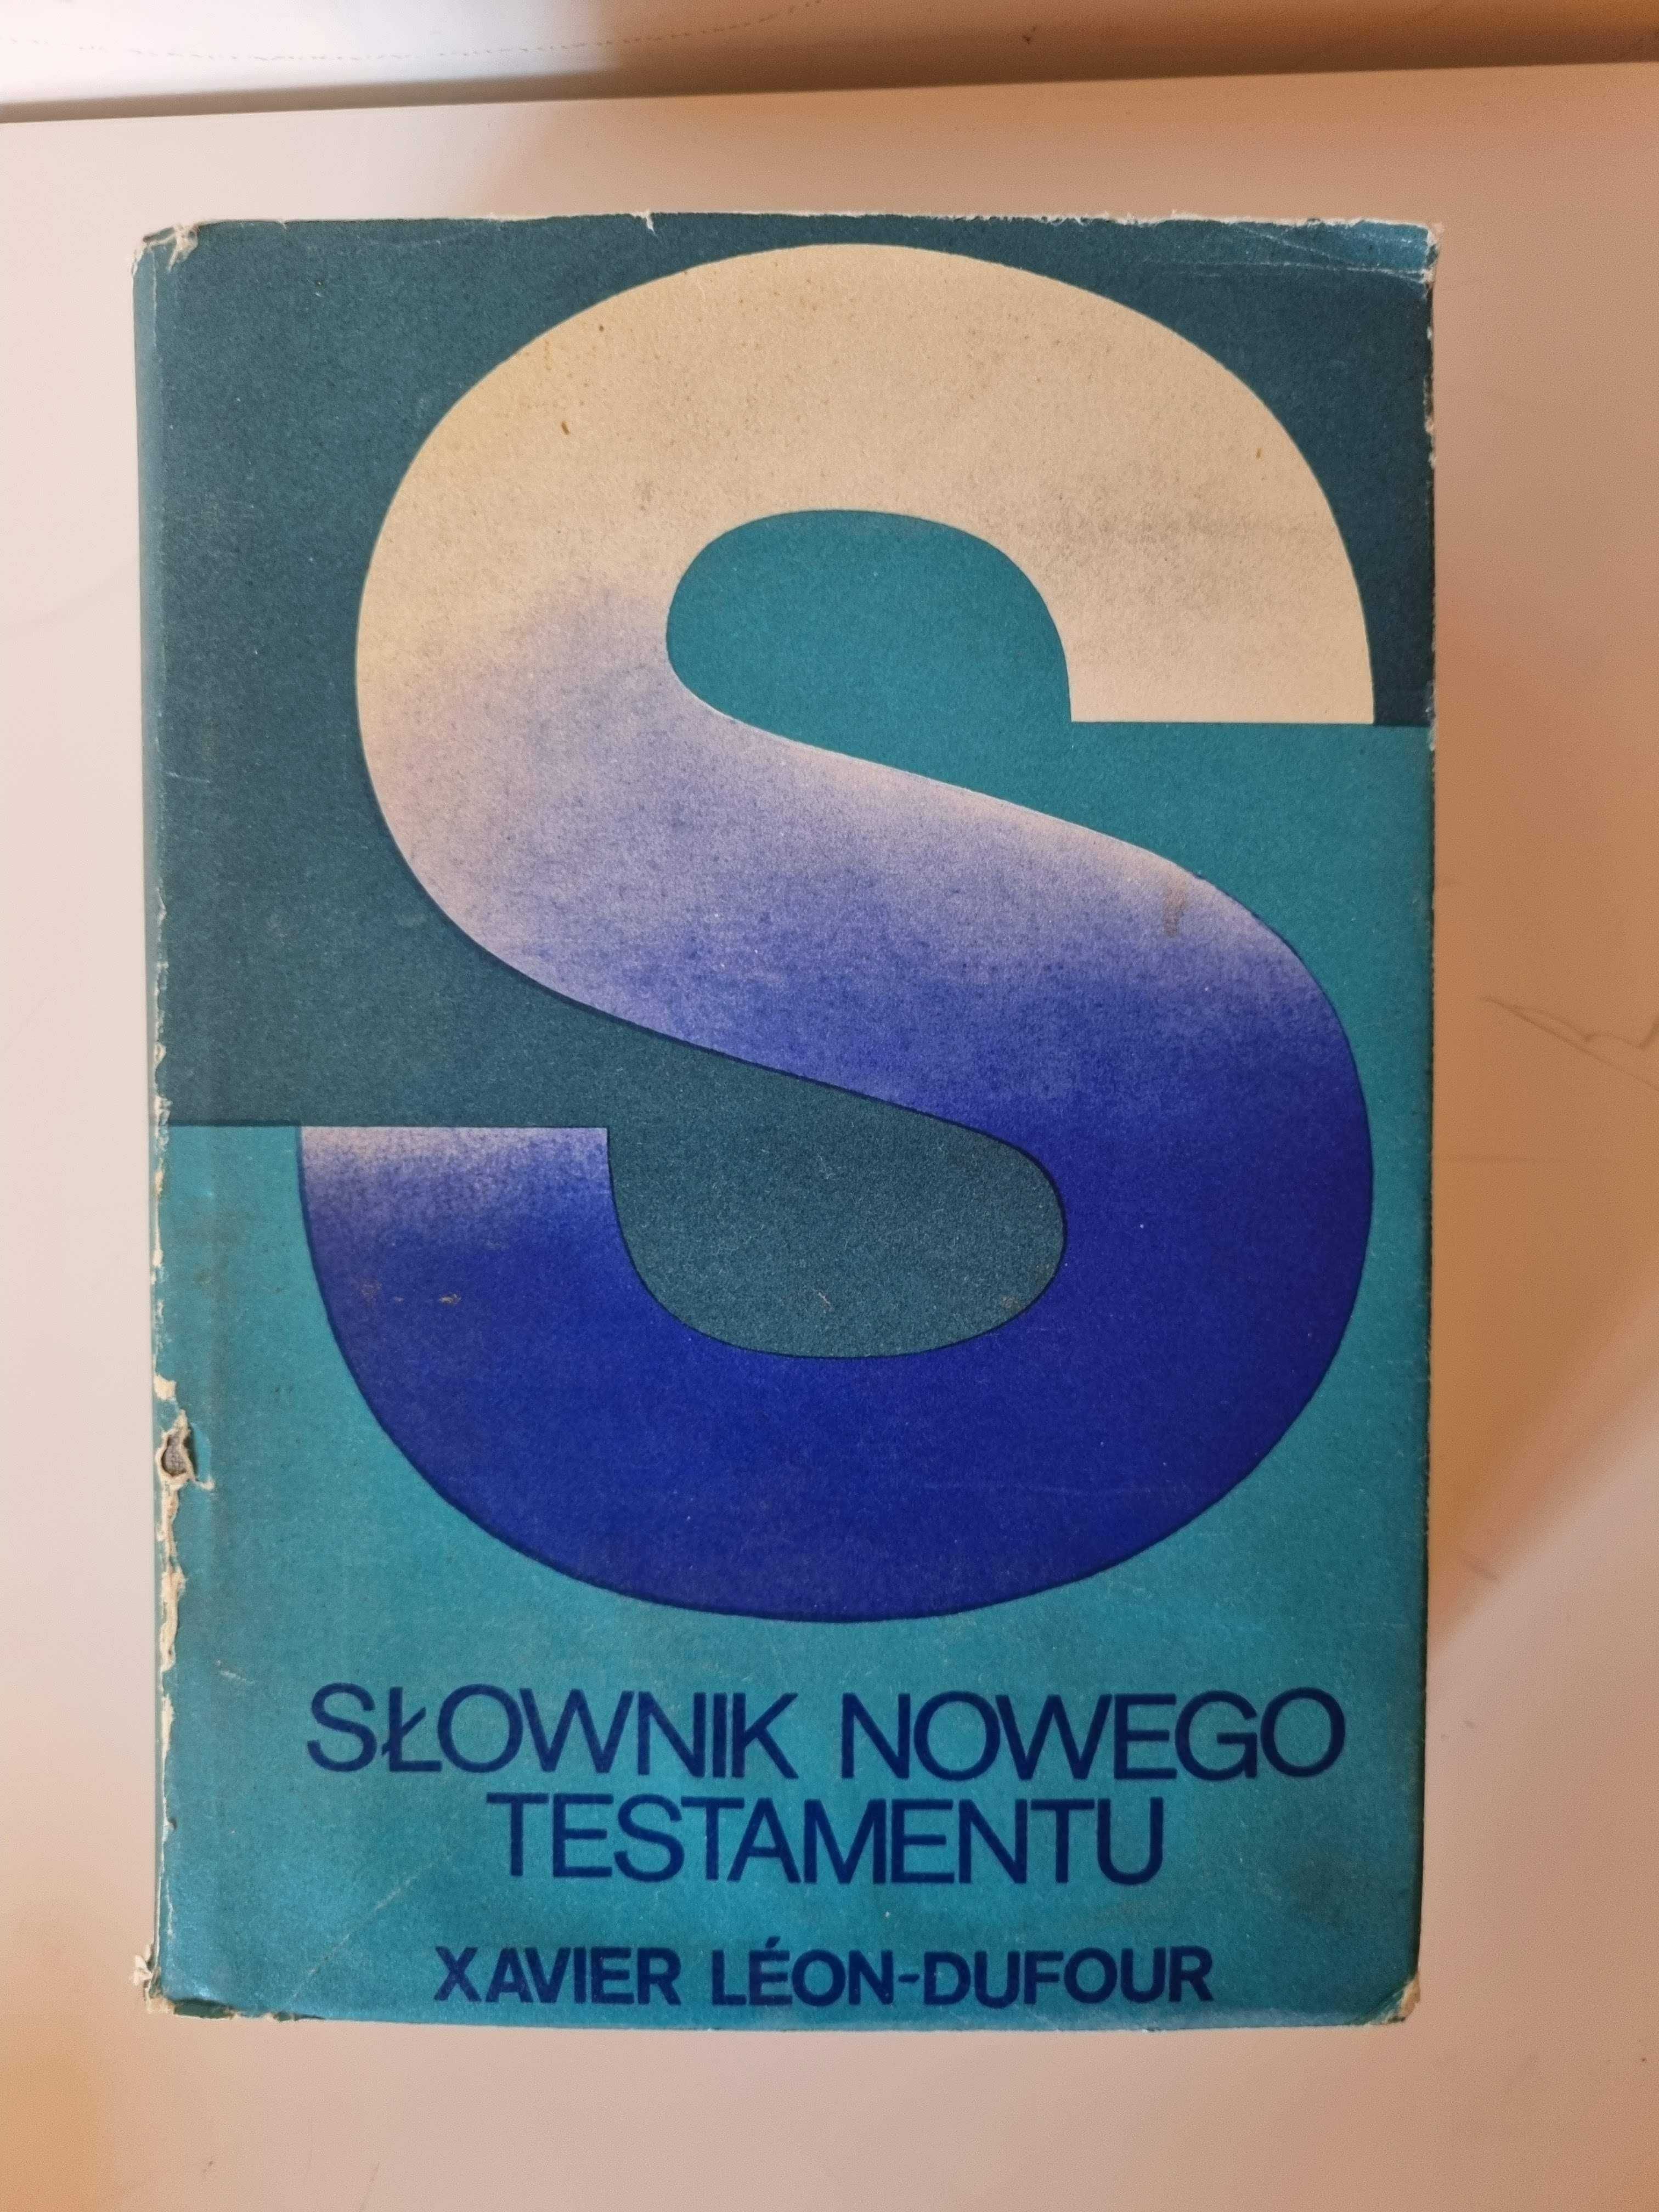 S
SŁOWNIK NOWEGO
TESTAMENTU
XAVIER LÉON-DUFOUR